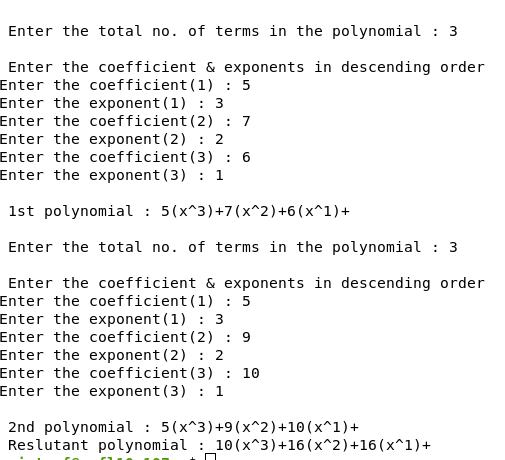 Enter the total no. of terms in the polynomial : 3
Enter the coefficient & exponents in descending order
Enter the coefficient(1) : 5
Enter the exponent(1) : 3
Enter the coefficient(2) : 7
Enter the exponent(2) : 2
Enter the coefficient(3) : 6
Enter the exponent(3) : 1
1st polynomial : 5(x^3)+7(x^2)+6(x^1)+
Enter the total no. of terms in the polynomial : 3
Enter the coefficient & exponents in descending order
Enter the coefficient(1) : 5
Enter the exponent(1) : 3
Enter the coefficient(2) : 9
Enter the exponent(2) : 2
Enter the coefficient(3) : 10
Enter the exponent(3) : 1
2nd polynomial : 5(x^3)+9(x^2)+10(x^1)+
Reslutant polynomial : 10(x^3)+16(x^2)+16(x^1)+